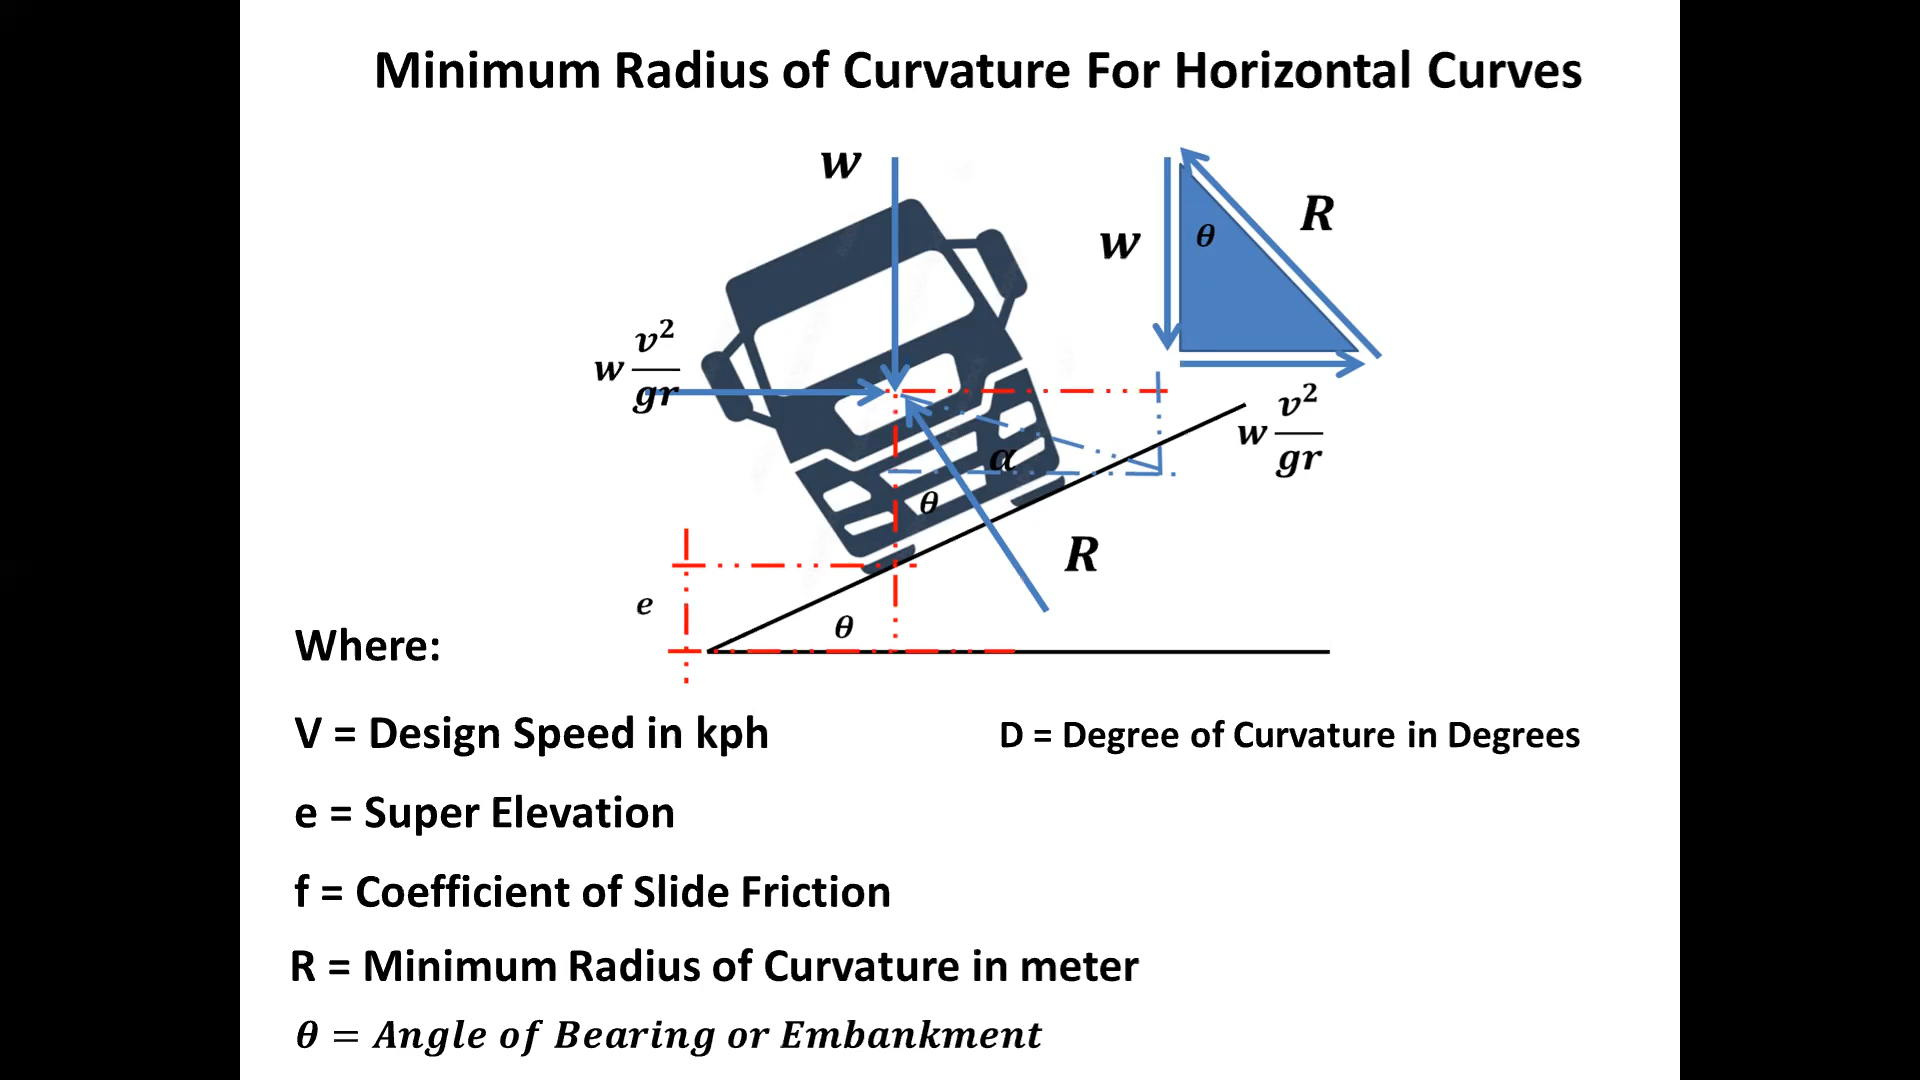 Minimum Radius of Curvature For Horizontal Curves
w
w
θ
R
w v²/gr
w v²/gr
α
θ
R
e
θ
Where:
V = Design Speed in kph
D = Degree of Curvature in Degrees
e = Super Elevation
f = Coefficient of Slide Friction
R = Minimum Radius of Curvature in meter
θ = Angle of Bearing or Embankment